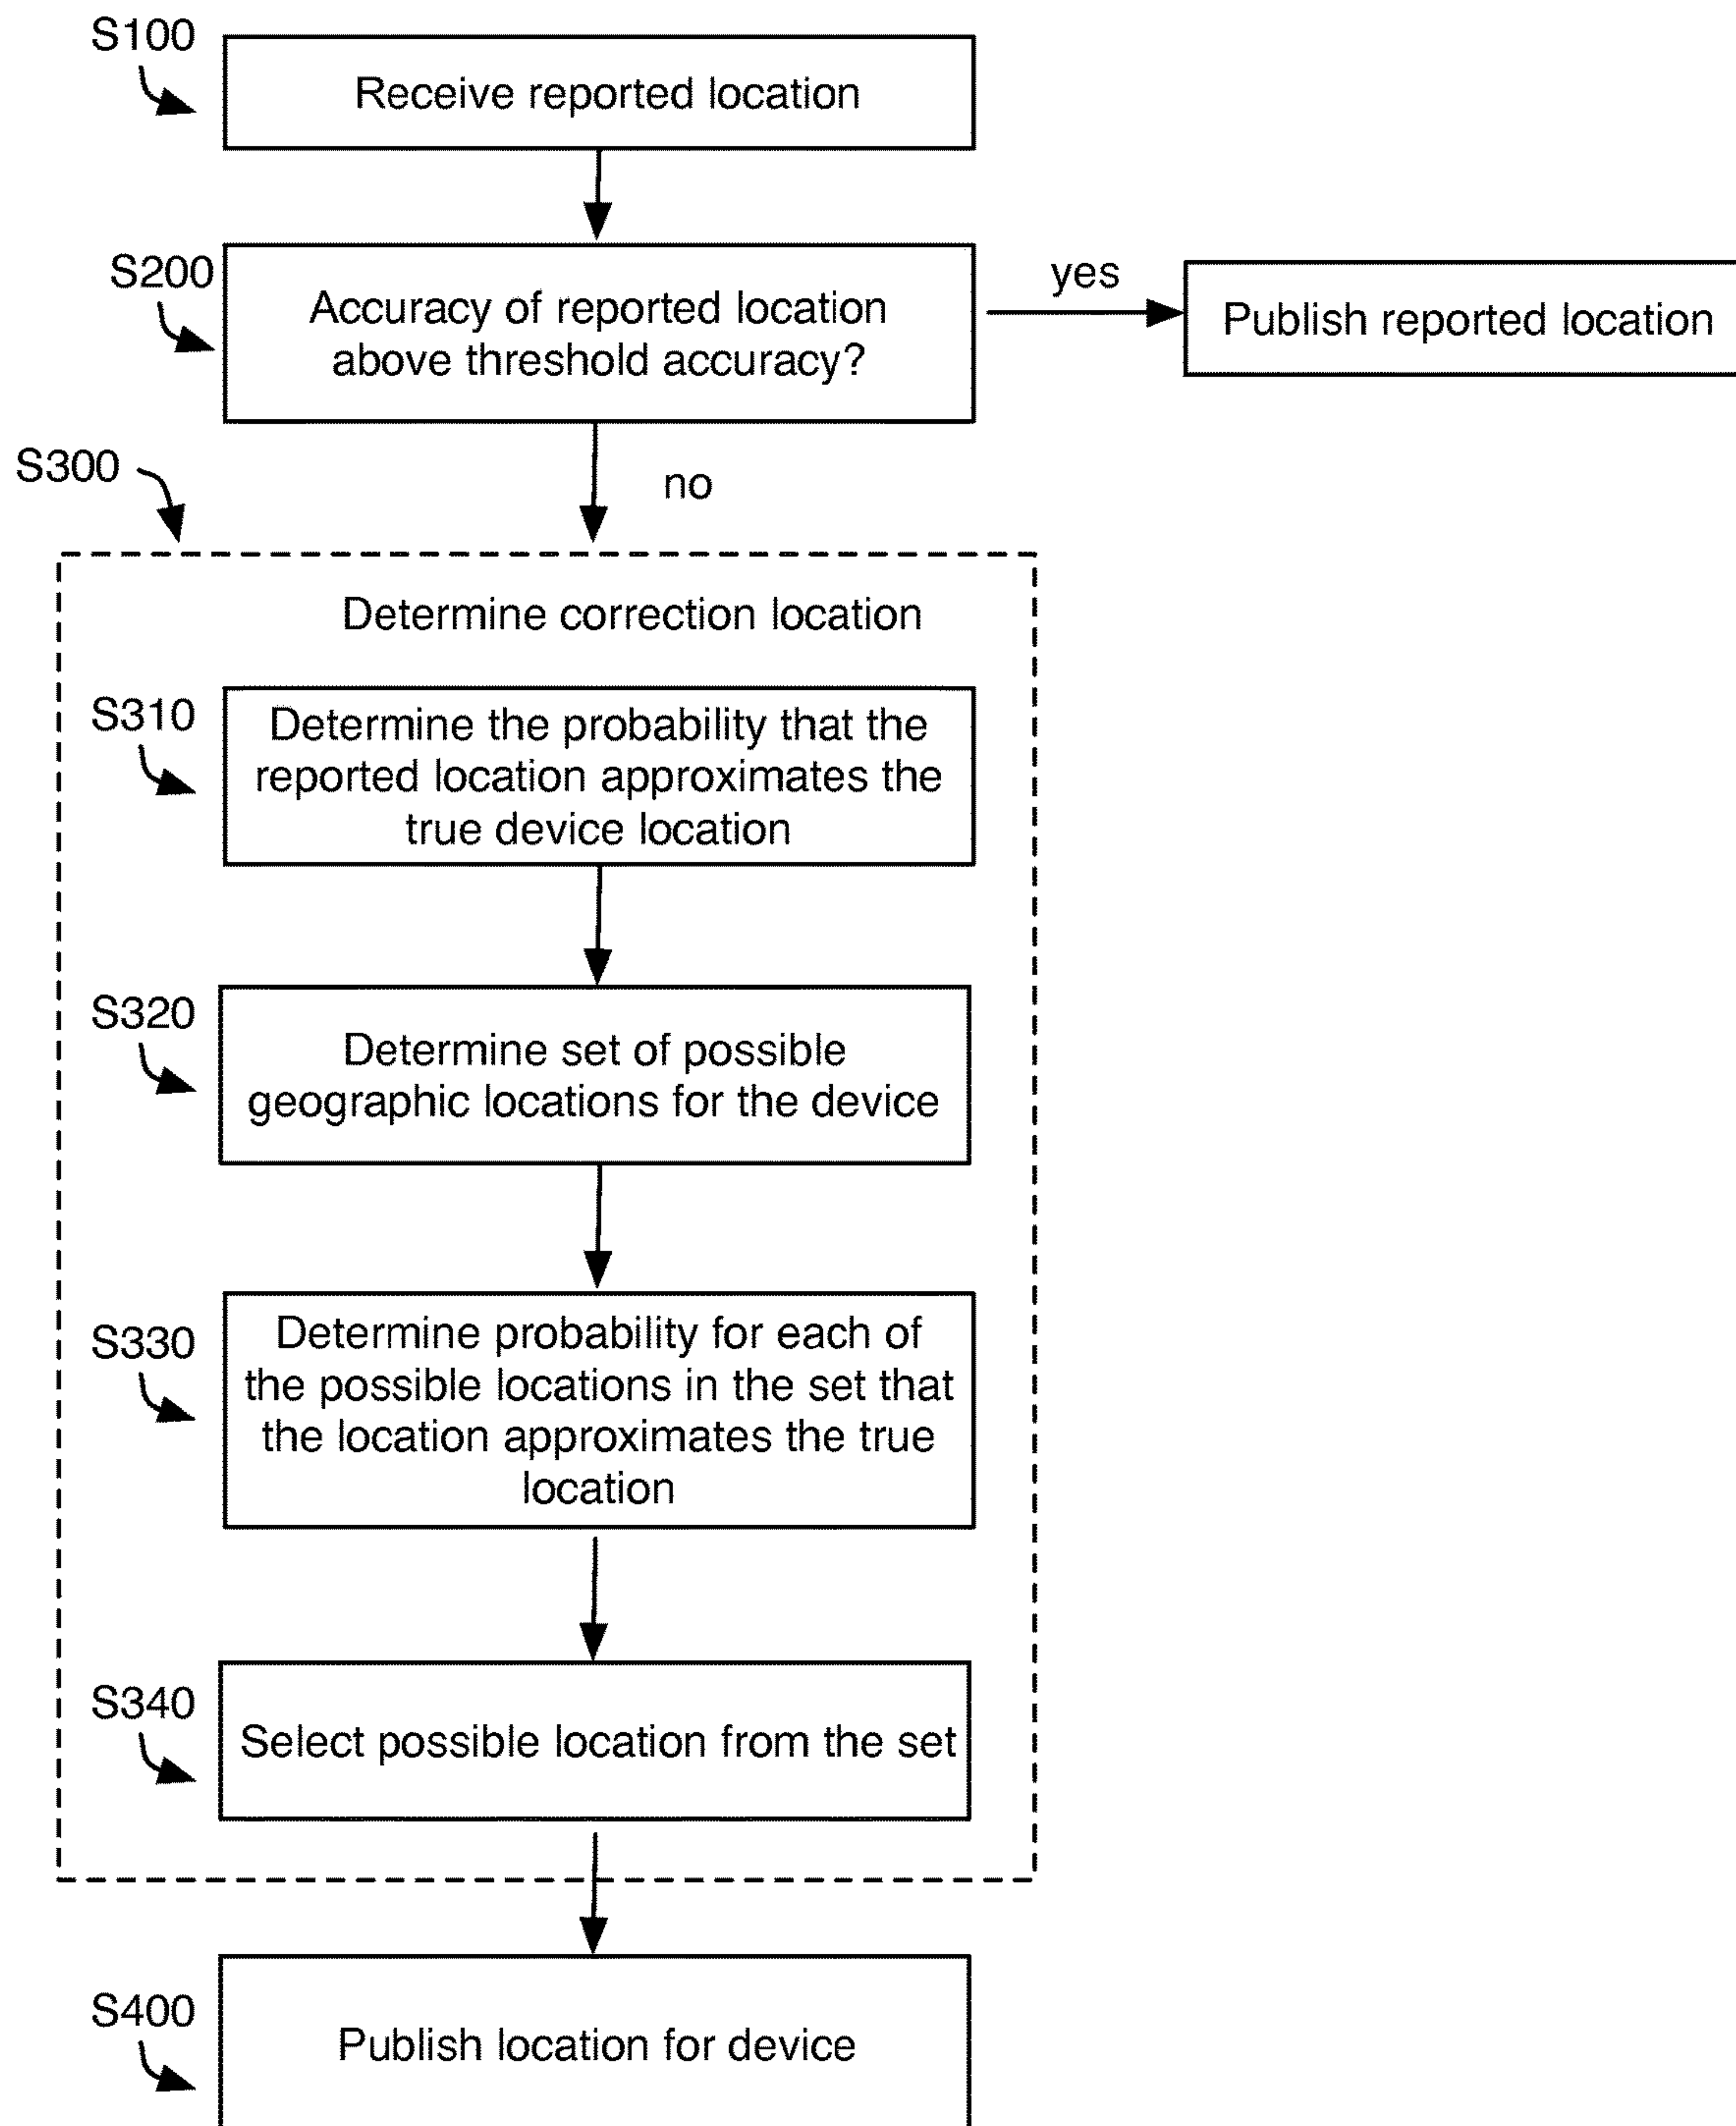 S100
Receive reported location
S200
Accuracy of reported location
above threshold accuracy?
yes
Publish reported location
S300
no
Determine correction location
S310
Determine the probability that the
reported location approximates the
true device location
S320
Determine set of possible
geographic locations for the device
S330
Determine probability for each of
the possible locations in the set that
the location approximates the true
location
S340
Select possible location from the set
S400
Publish location for device